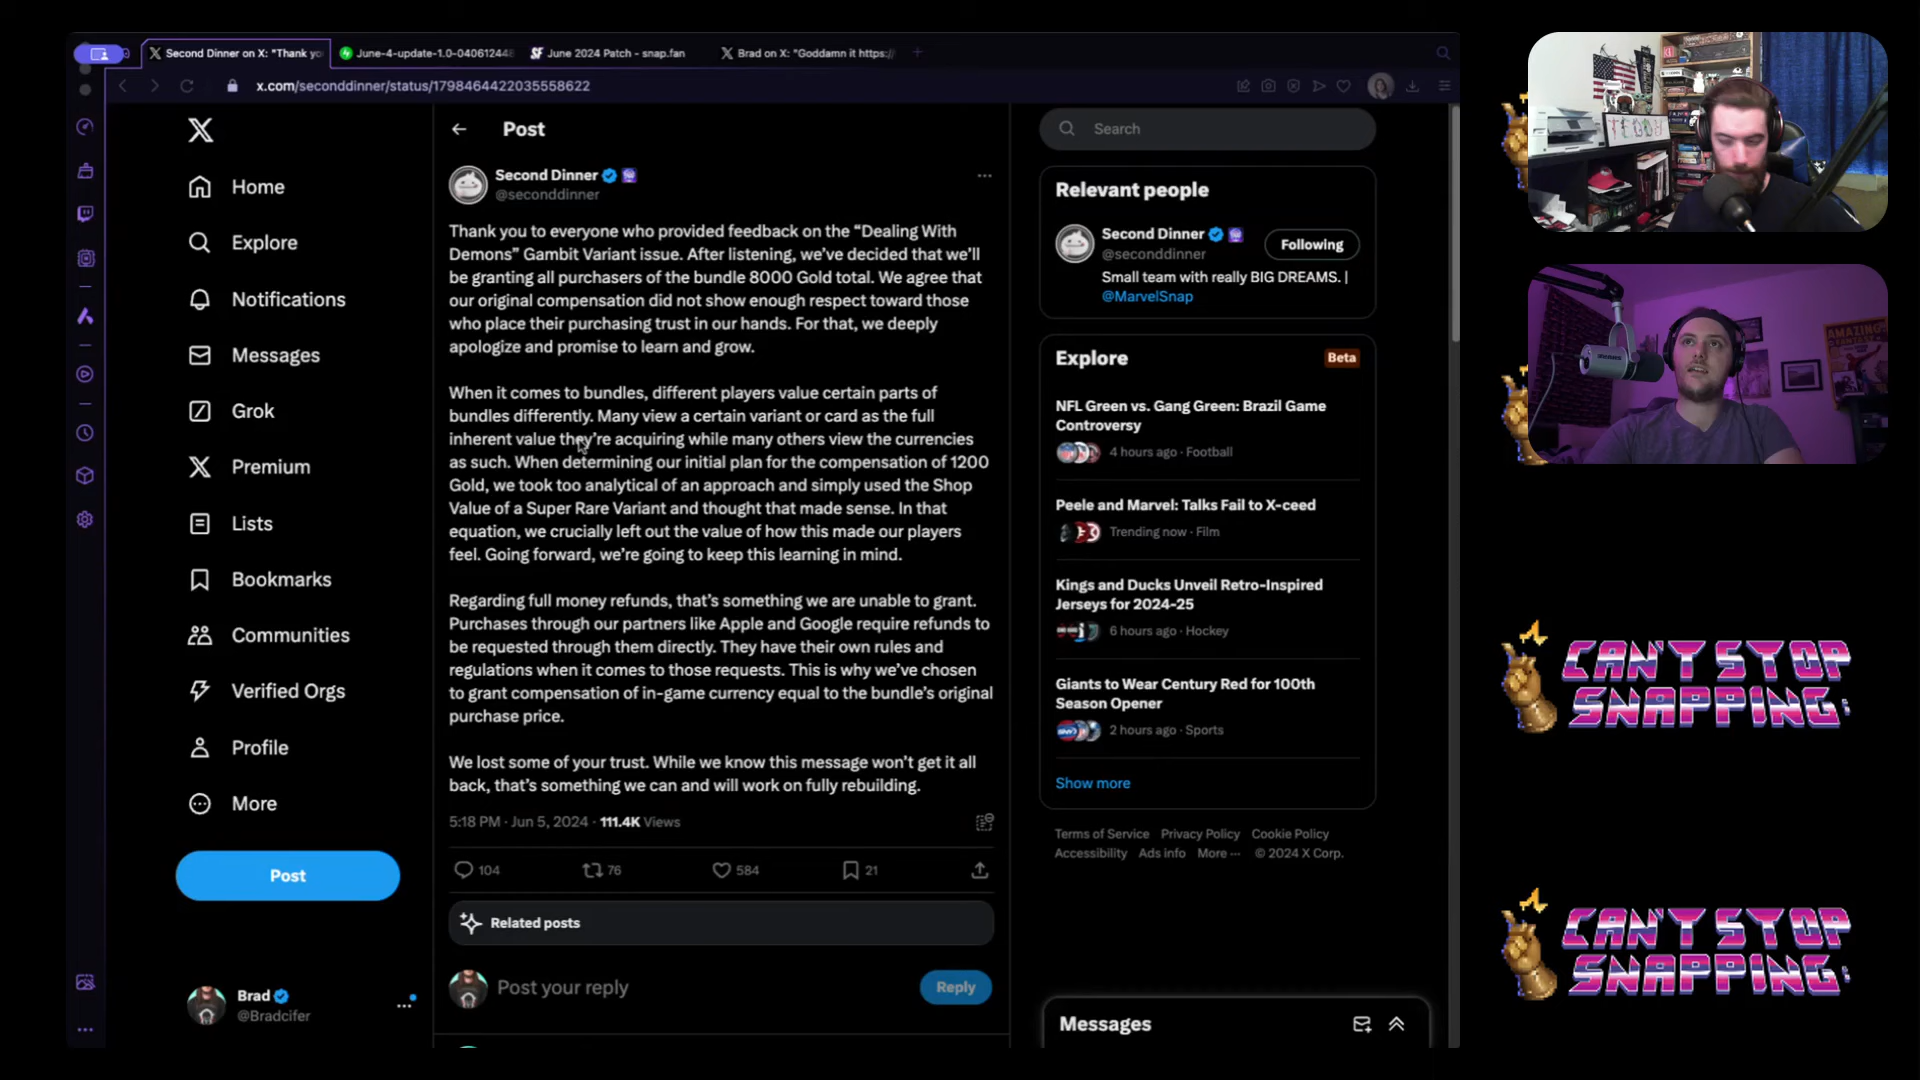 Second Dinner on X: "Thank yo
June-4-update-1.0-04061244
June 2024 Patch - snap.fan
Brad on X: "Goddamn it https:/
x.com/seconddinner/status/1798464422035558622
Home
Explore
Notifications
Messages
Grok
Premium
Lists
Bookmarks
Communities
Verified Orgs
Profile
More
Post
Brad
@Bradcifer
Post
Second Dinner
@seconddinner
Thank you to everyone who provided feedback on the “Dealing With
Demons” Gambit Variant issue. After listening, we’ve decided that we’ll
be granting all purchasers of the bundle 8000 Gold total. We agree that
our original compensation did not show enough respect toward those
who place their purchasing trust in our hands. For that, we deeply
apologize and promise to learn and grow.
When it comes to bundles, different players value certain parts of
bundles differently. Many view a certain variant or card as the full
inherent value they’re acquiring while many others view the currencies
as such. When determining our initial plan for the compensation of 1200
Gold, we took too analytical of an approach and simply used the Shop
Value of a Super Rare Variant and thought that made sense. In that
equation, we crucially left out the value of how this made our players
feel. Going forward, we’re going to keep this learning in mind.
Regarding full money refunds, that’s something we are unable to grant.
Purchases through our partners like Apple and Google require refunds to
be requested through them directly. They have their own rules and
regulations when it comes to those requests. This is why we’ve chosen
to grant compensation of in-game currency equal to the bundle’s original
purchase price.
We lost some of your trust. While we know this message won’t get it all
back, that’s something we can and will work on fully rebuilding.
5:18 PM · Jun 5, 2024 · 111.4K Views
104 76 584 21
Related posts
Post your reply
Reply
Search
Relevant people
Second Dinner
@seconddinner
Following
Small team with really BIG DREAMS. |
@MarvelSnap
Explore
Beta
NFL Green vs. Gang Green: Brazil Game
Controversy
4 hours ago · Football
Peele and Marvel: Talks Fail to X-ceed
Trending now · Film
Kings and Ducks Unveil Retro-Inspired
Jerseys for 2024-25
6 hours ago · Hockey
Giants to Wear Century Red for 100th
Season Opener
2 hours ago · Sports
Show more
Terms of Service Privacy Policy Cookie Policy
Accessibility Ads info More ··· © 2024 X Corp.
Messages
CAN'T STOP
SNAPPING:
CAN'T STOP
SNAPPING: